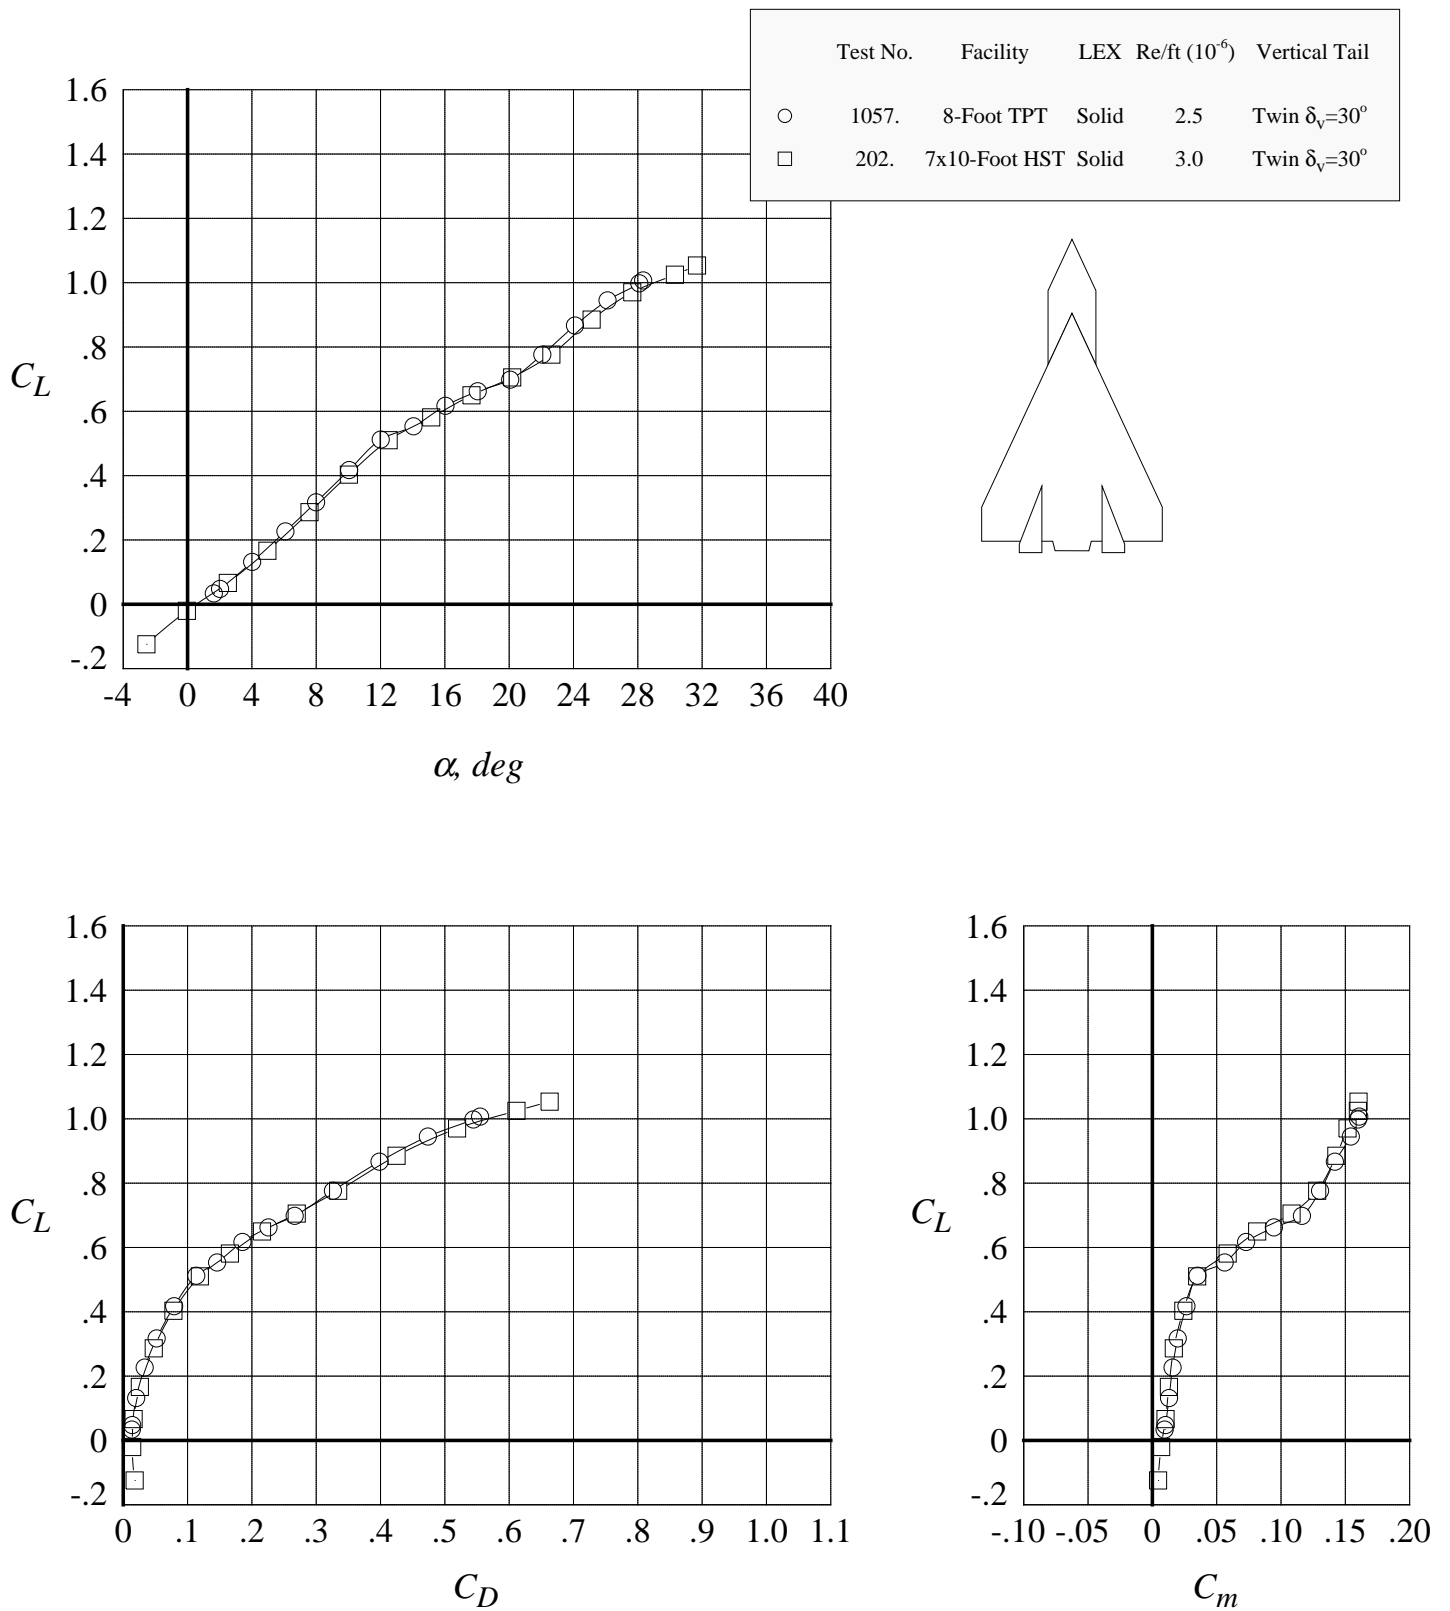 Test No. Facility LEX Re/ft (10⁻⁶) Vertical Tail
1057. 8-Foot TPT Solid 2.5 Twin δᵥ=30°
202. 7x10-Foot HST Solid 3.0 Twin δᵥ=30°
1.6
1.4
1.2
1.0
.8
.6
.4
.2
0
-.2
C_L
-4 0 4 8 12 16 20 24 28 32 36 40
α, deg
1.6
1.4
1.2
1.0
.8
.6
.4
.2
0
-.2
C_L
0 .1 .2 .3 .4 .5 .6 .7 .8 .9 1.0 1.1
C_D
1.6
1.4
1.2
1.0
.8
.6
.4
.2
0
-.2
C_L
-.10 -.05 0 .05 .10 .15 .20
C_m